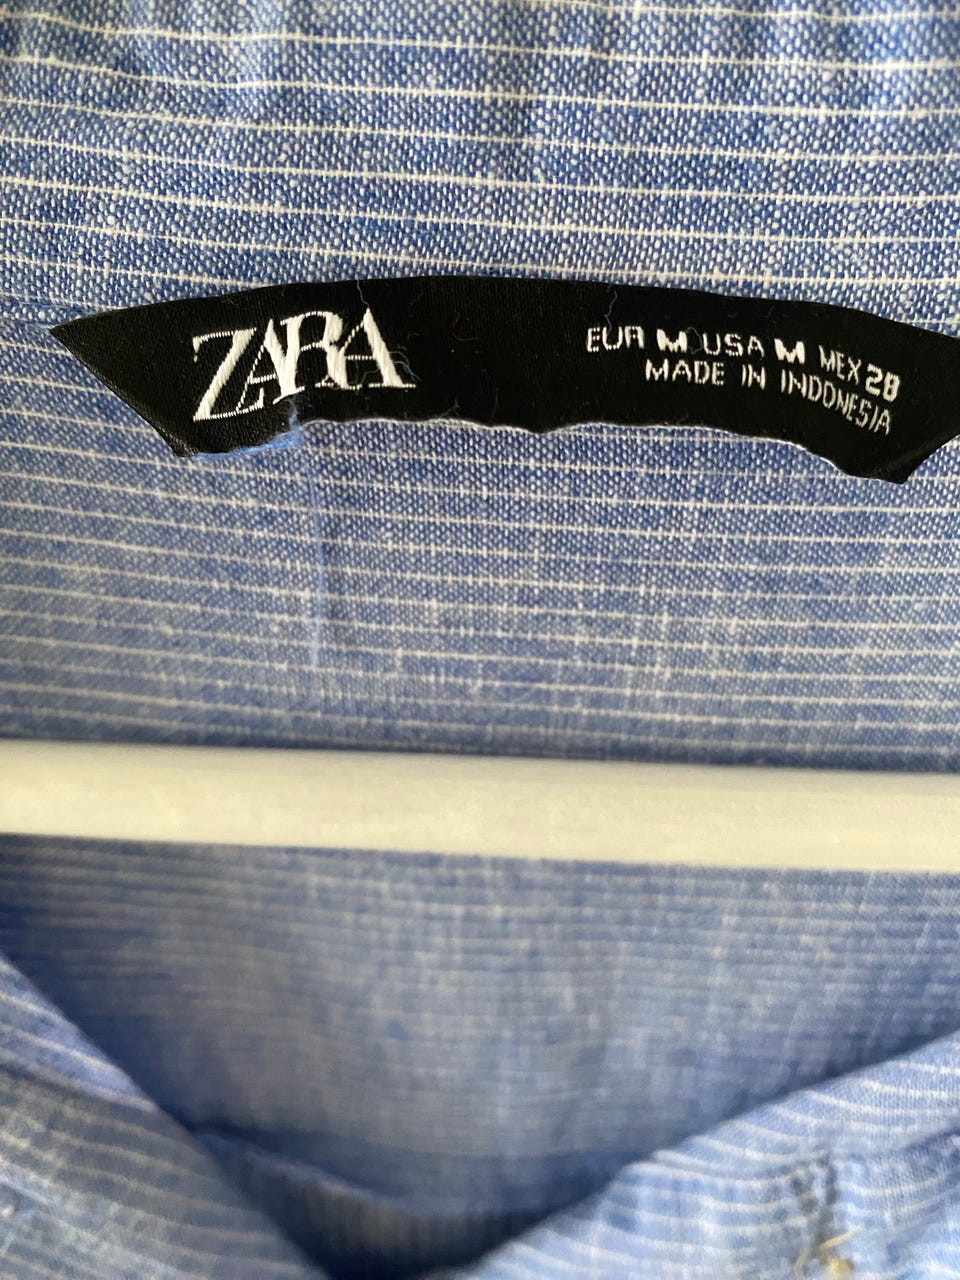 ZARA
EUR M USA M MEX 28
MADE IN INDONESIA